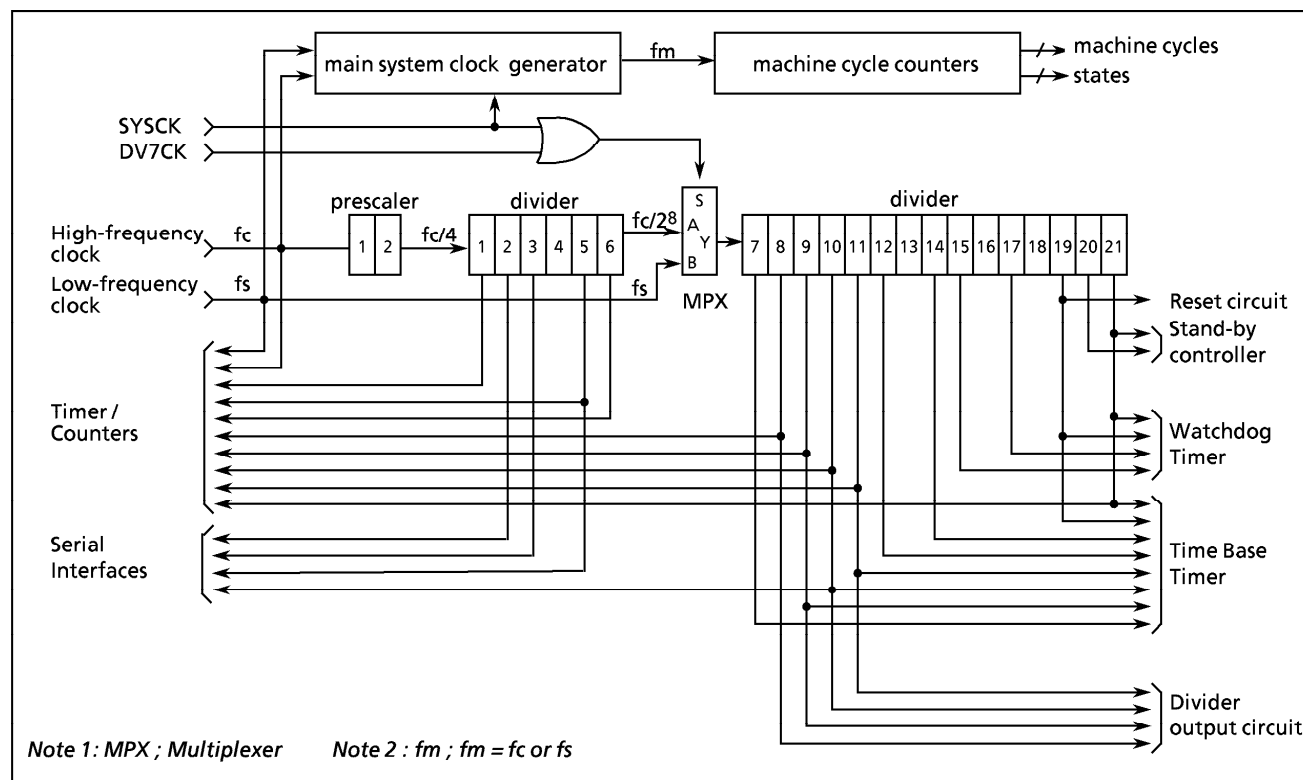 main system clock generator
fm
machine cycle counters
machine cycles
states
SYSCK
DV7CK
prescaler
divider
divider
High-frequency
clock
fc
1 2
fc/4
1 2 3 4 5 6
fc/2⁸
S
A
Y
B
7 8 9 10 11 12 13 14 15 16 17 18 19 20 21
Low-frequency
clock
fs
fs
MPX
Reset circuit
Stand-by
controller
Timer /
Counters
Watchdog
Timer
Serial
Interfaces
Time Base
Timer
Divider
output circuit
Note 1: MPX ; Multiplexer Note 2 : fm ; fm = fc or fs